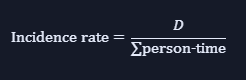 Incidence rate = D / ∑person-time